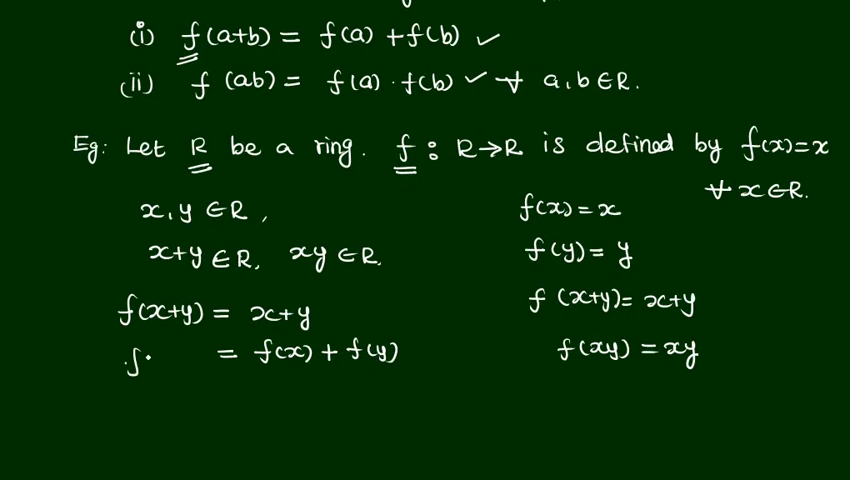 (i) f(a+b) = f(a) + f(b) ✓
(ii) f(ab) = f(a) · f(b) ✓ ∀ a, b ∈ R.
Eg: Let R be a ring. f : R → R is defined by f(x) = x
∀ x ∈ R.
x, y ∈ R,
x+y ∈ R, xy ∈ R.
f(x+y) = x+y
= f(x) + f(y)
f(x) = x
f(y) = y
f(x+y) = x+y
f(xy) = xy